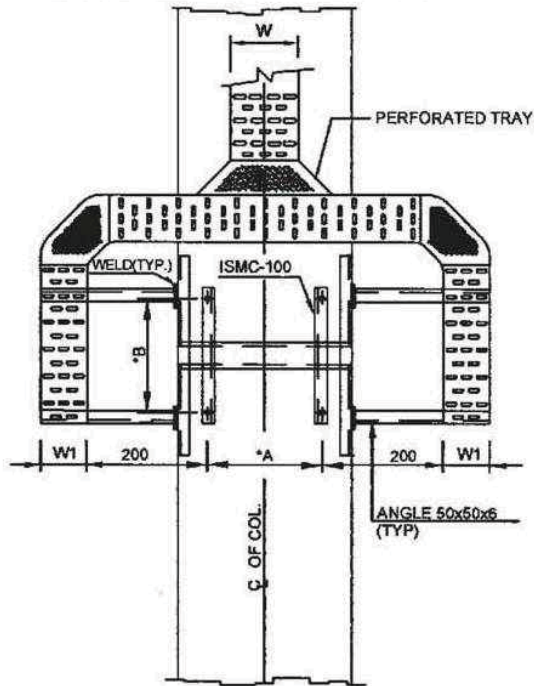 W
PERFORATED TRAY
WELD(TYP.)
ISMC-100
*B
W1
200
*A
200
W1
ANGLE 50x50x6
(TYP)
C OF COL.